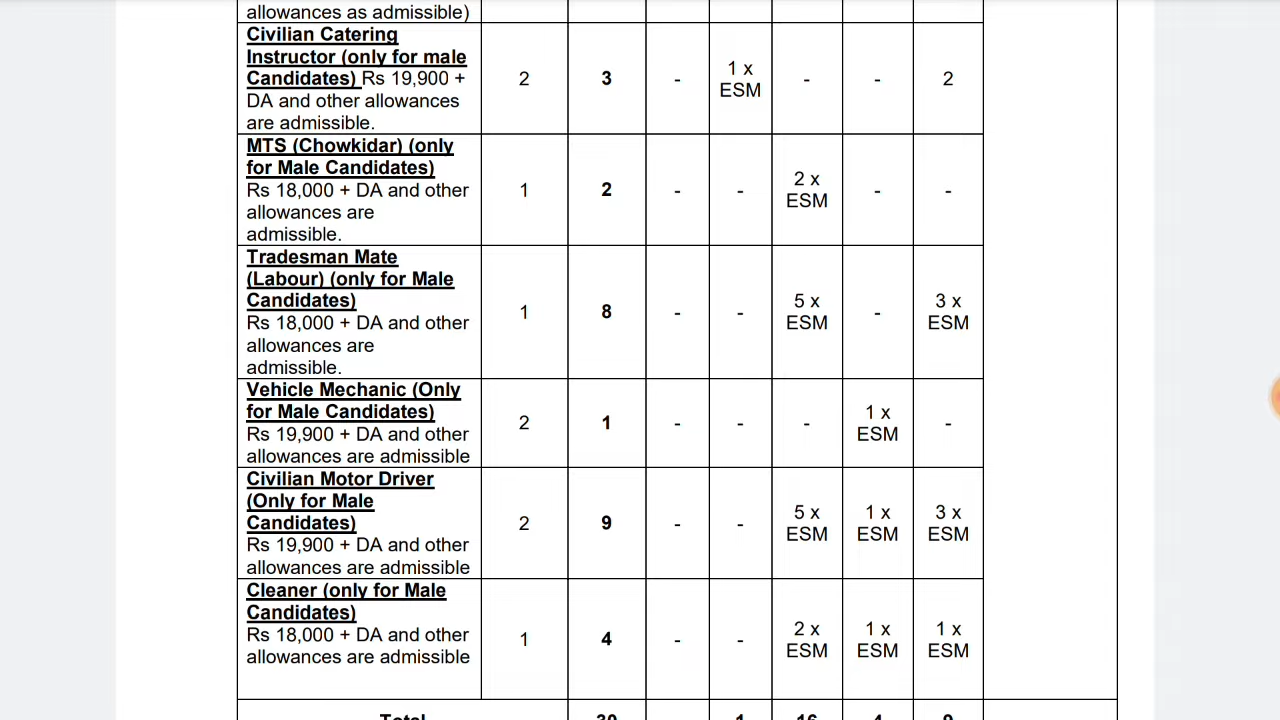 allowances as admissible)
Civilian Catering
Instructor (only for male
Candidates) Rs 19,900 +
DA and other allowances
are admissible.
2
3
-
1 x
ESM
-
-
2
MTS (Chowkidar) (only
for Male Candidates)
Rs 18,000 + DA and other
allowances are
admissible.
1
2
-
-
2 x
ESM
-
-
Tradesman Mate
(Labour) (only for Male
Candidates)
Rs 18,000 + DA and other
allowances are
admissible.
1
8
-
-
5 x
ESM
-
3 x
ESM
Vehicle Mechanic (Only
for Male Candidates)
Rs 19,900 + DA and other
allowances are admissible
2
1
-
-
-
1 x
ESM
-
Civilian Motor Driver
(Only for Male
Candidates)
Rs 19,900 + DA and other
allowances are admissible
2
9
-
-
5 x
ESM
1 x
ESM
3 x
ESM
Cleaner (only for Male
Candidates)
Rs 18,000 + DA and other
allowances are admissible
1
4
-
-
2 x
ESM
1 x
ESM
1 x
ESM
Total
30
-
1
16
4
9